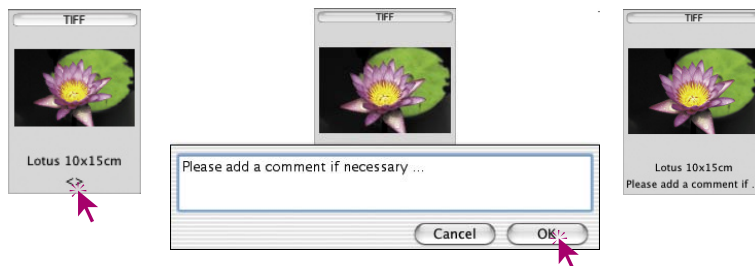 TIFF
Lotus 10x15cm
<>
TIFF
Please add a comment if necessary ...
Cancel
OK
TIFF
Lotus 10x15cm
Please add a comment if ...